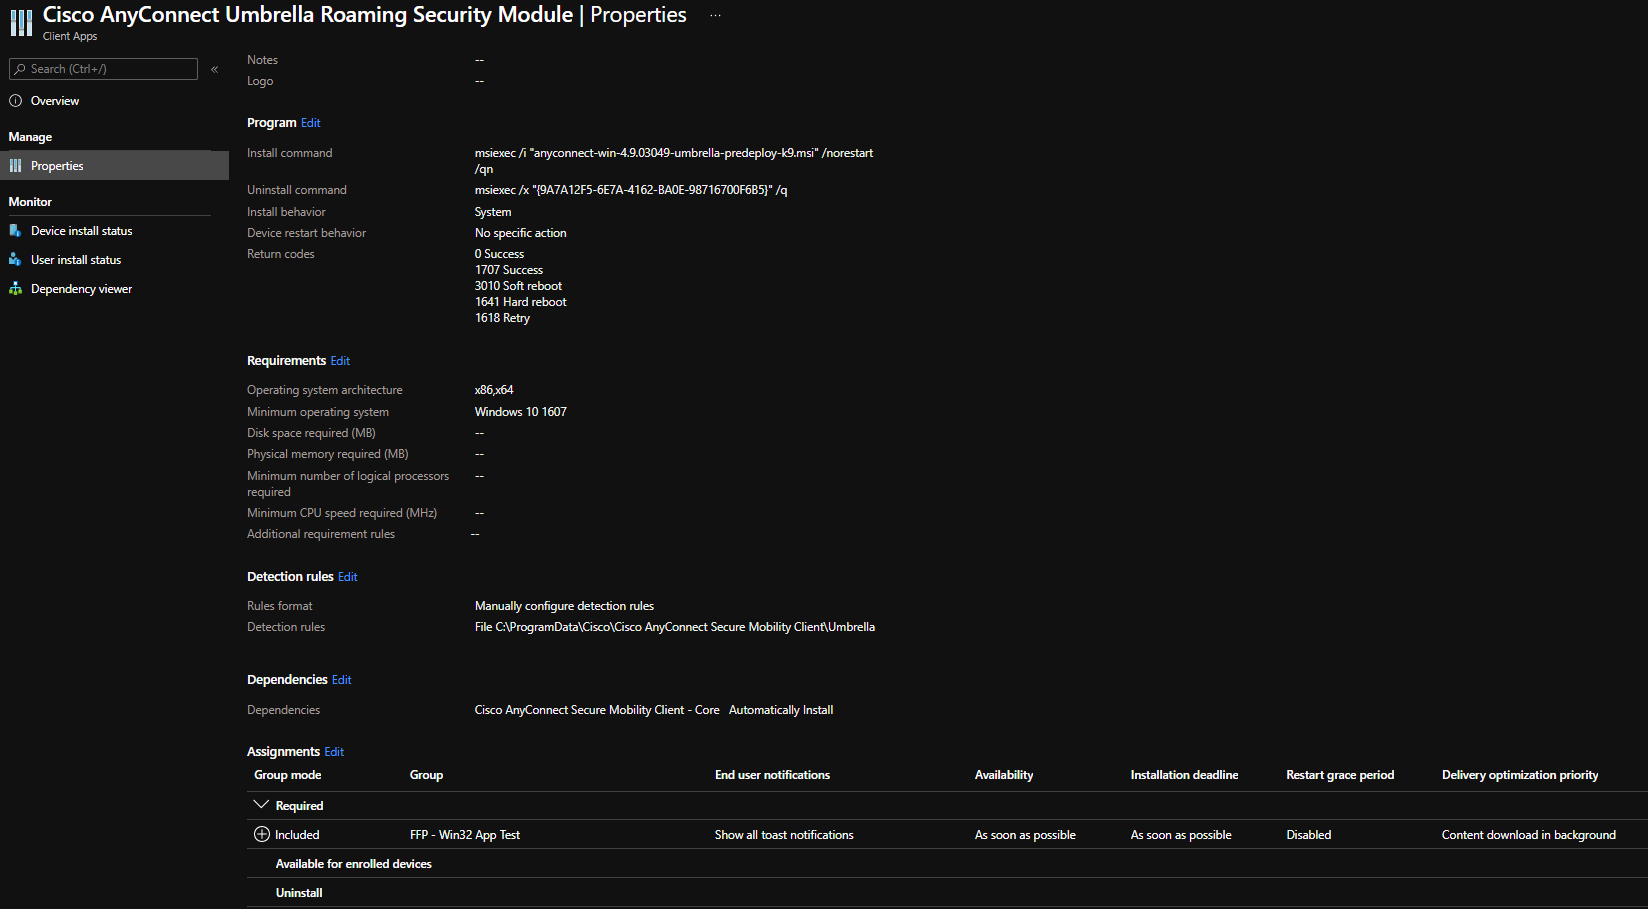 Cisco AnyConnect Umbrella Roaming Security Module | Properties ...
Client Apps
Search (Ctrl+/) «
Overview
Manage
Properties
Monitor
Device install status
User install status
Dependency viewer
Notes --
Logo --
Program Edit
Install command msiexec /i "anyconnect-win-4.9.03049-umbrella-predeploy-k9.msi" /norestart
/qn
Uninstall command msiexec /x "{9A7A12F5-6E7A-4162-BA0E-98716700F6B5}" /q
Install behavior System
Device restart behavior No specific action
Return codes 0 Success
1707 Success
3010 Soft reboot
1641 Hard reboot
1618 Retry
Requirements Edit
Operating system architecture x86,x64
Minimum operating system Windows 10 1607
Disk space required (MB) --
Physical memory required (MB) --
Minimum number of logical processors --
required
Minimum CPU speed required (MHz) --
Additional requirement rules --
Detection rules Edit
Rules format Manually configure detection rules
Detection rules File C:\ProgramData\Cisco\Cisco AnyConnect Secure Mobility Client\Umbrella
Dependencies Edit
Dependencies Cisco AnyConnect Secure Mobility Client - Core Automatically Install
Assignments Edit
Group mode Group End user notifications Availability Installation deadline Restart grace period Delivery optimization priority
Required
Included FFP - Win32 App Test Show all toast notifications As soon as possible As soon as possible Disabled Content download in background
Available for enrolled devices
Uninstall